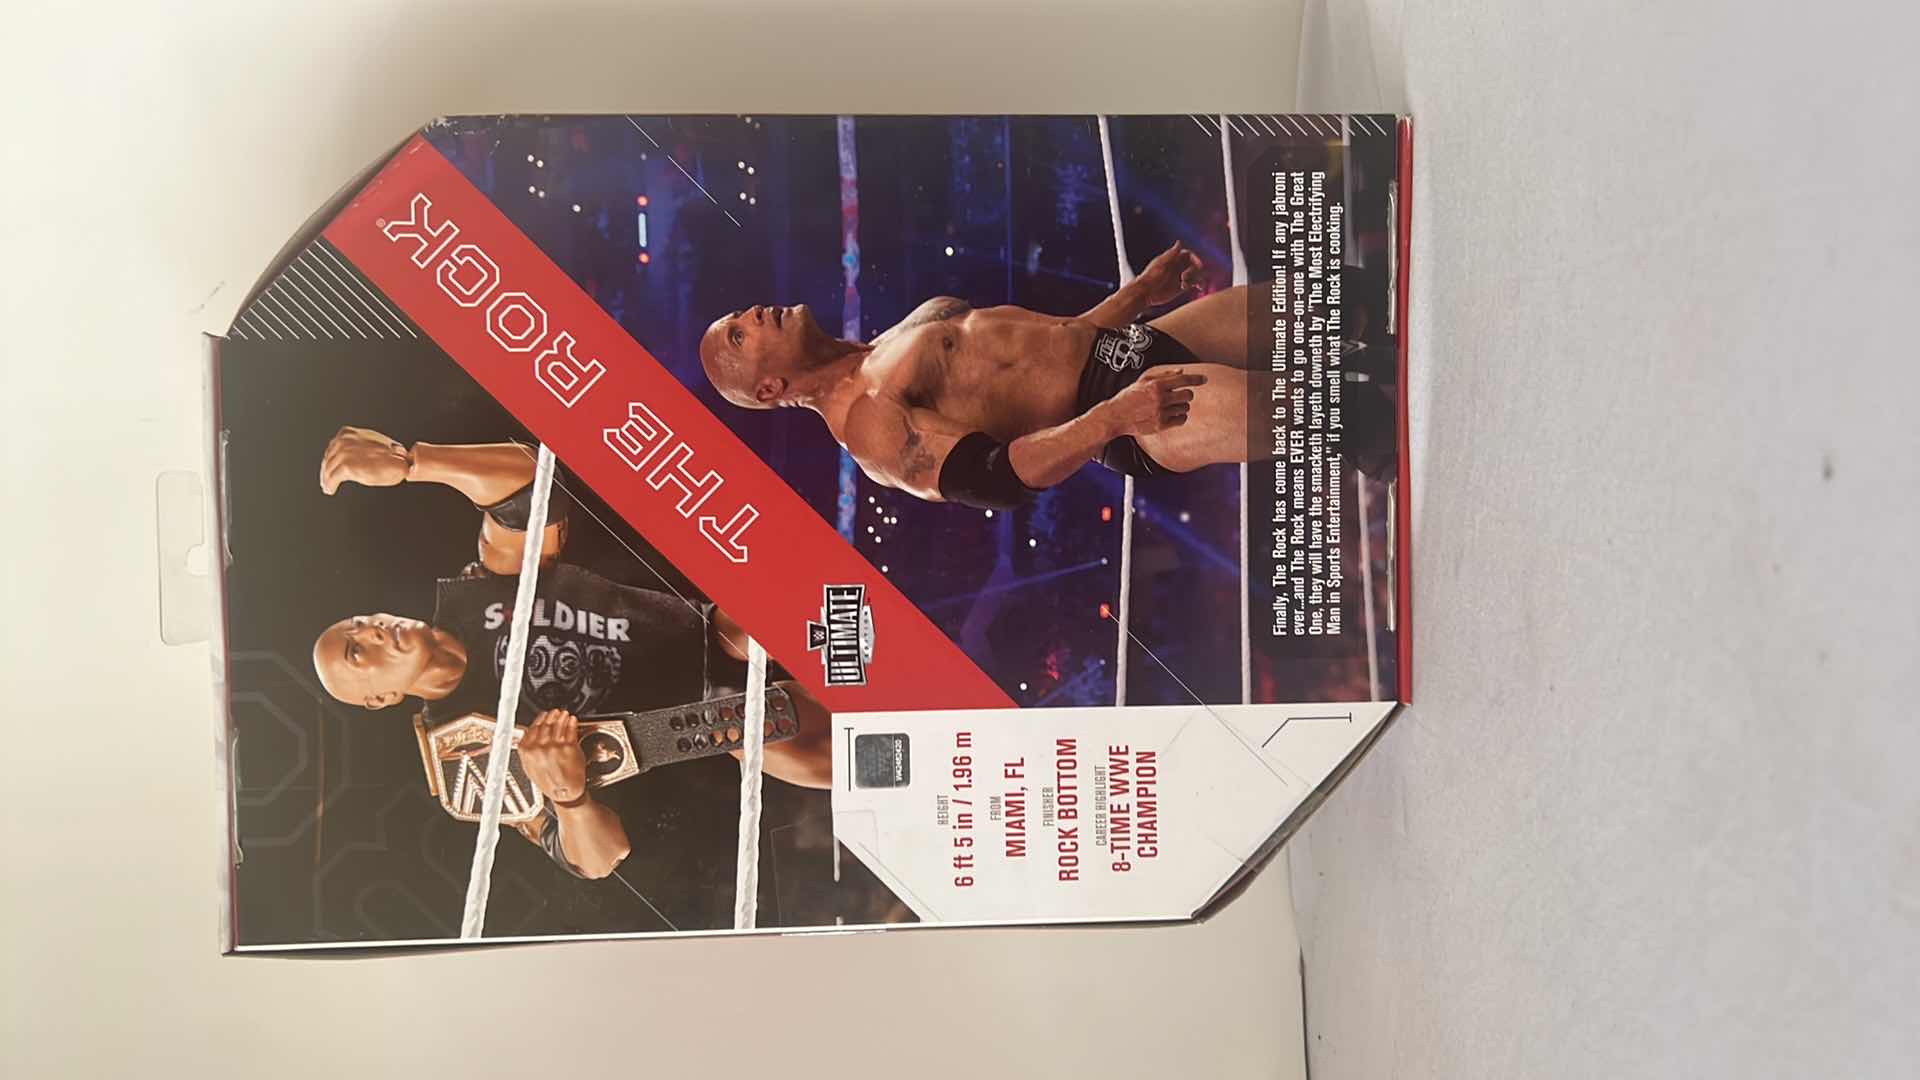 THE ROCK®
SOLDIER
W
ULTIMATE
EDITION
HEIGHT
6 ft 5 in / 1.96 m
FROM
MIAMI, FL
FINISHER
ROCK BOTTOM
CAREER HIGHLIGHT
8-TIME WWE
CHAMPION
Finally, The Rock has come back to The Ultimate Edition! If any jabroni
ever...and The Rock means EVER wants to go one-on-one with The Great
One, they will have the smacketh layeth downeth by "The Most Electrifying
Man in Sports Entertainment," if you smell what The Rock is cooking.